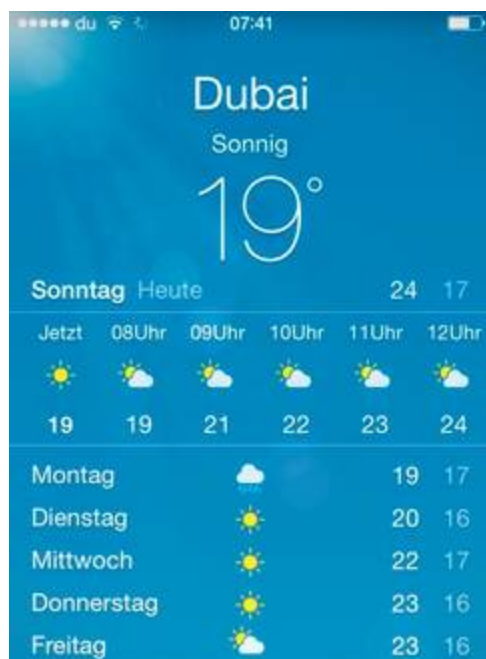 du 07:41
Dubai
Sonnig
19°
Sonntag Heute 24 17
Jetzt 08Uhr 09Uhr 10Uhr 11Uhr 12Uhr
19 19 21 22 23 24
Montag 19 17
Dienstag 20 16
Mittwoch 22 17
Donnerstag 23 16
Freitag 23 16